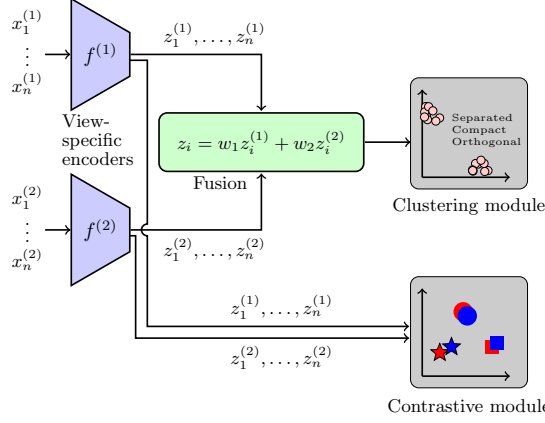 x_1^{(1)}
⋮
x_n^{(1)}
f^{(1)}
z_1^{(1)}, . . . , z_n^{(1)}
View-
specific
encoders
z_i = w_1 z_i^{(1)} + w_2 z_i^{(2)}
Fusion
Separated
Compact
Orthogonal
Clustering module
x_1^{(2)}
⋮
x_n^{(2)}
f^{(2)}
z_1^{(2)}, . . . , z_n^{(2)}
z_1^{(1)}, . . . , z_n^{(1)}
z_1^{(2)}, . . . , z_n^{(2)}
Contrastive module